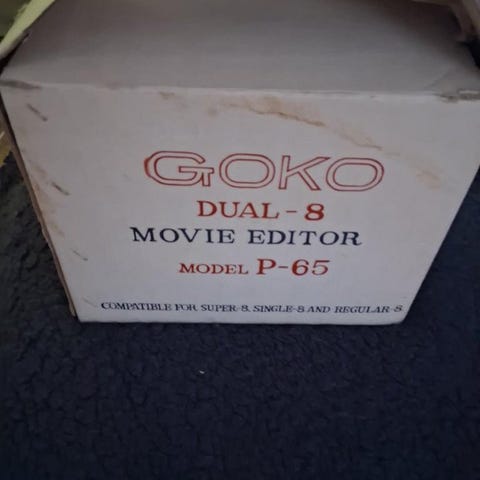 GOKO
DUAL-8
MOVIE EDITOR
MODEL P-65
COMPATIBLE FOR SUPER-8, SINGLE-8 AND REGULAR-8